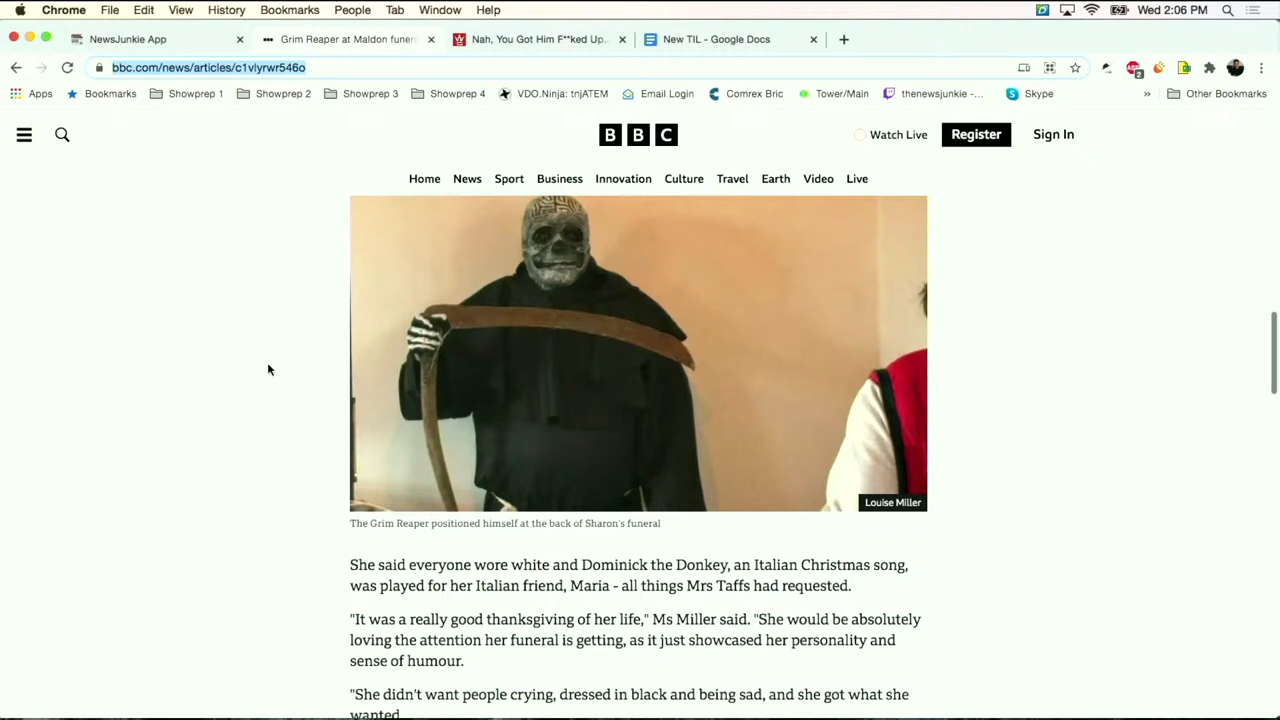 Chrome File Edit View History Bookmarks People Tab Window Help Wed 2:06 PM
NewsJunkie App Grim Reaper at Maldon funera Nah, You Got Him F**ked Up... New TIL - Google Docs
bbc.com/news/articles/c1vlyrwr546o
Apps Bookmarks Showprep 1 Showprep 2 Showprep 3 Showprep 4 VDO.Ninja: tnjATEM Email Login Comrex Bric Tower/Main thenewsjunkie -... Skype » Other Bookmarks
BBC Watch Live Register Sign In
Home News Sport Business Innovation Culture Travel Earth Video Live
Louise Miller
The Grim Reaper positioned himself at the back of Sharon's funeral
She said everyone wore white and Dominick the Donkey, an Italian Christmas song,
was played for her Italian friend, Maria - all things Mrs Taffs had requested.
"It was a really good thanksgiving of her life," Ms Miller said. "She would be absolutely
loving the attention her funeral is getting, as it just showcased her personality and
sense of humour.
"She didn't want people crying, dressed in black and being sad, and she got what she
wanted